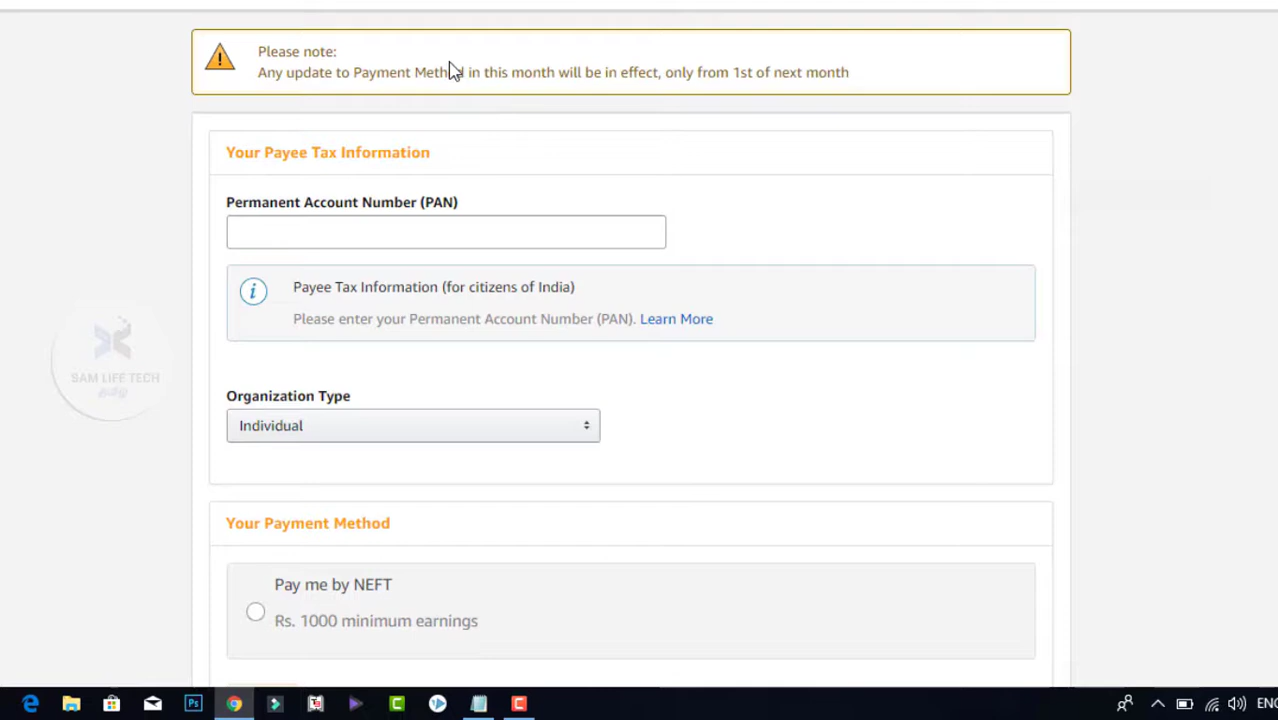 Please note:
Any update to Payment Method in this month will be in effect, only from 1st of next month
Your Payee Tax Information
Permanent Account Number (PAN)
Payee Tax Information (for citizens of India)
Please enter your Permanent Account Number (PAN). Learn More
SAM LIFE TECH
தமிழ்
Organization Type
Individual
Your Payment Method
Pay me by NEFT
Rs. 1000 minimum earnings
Ps
ENG